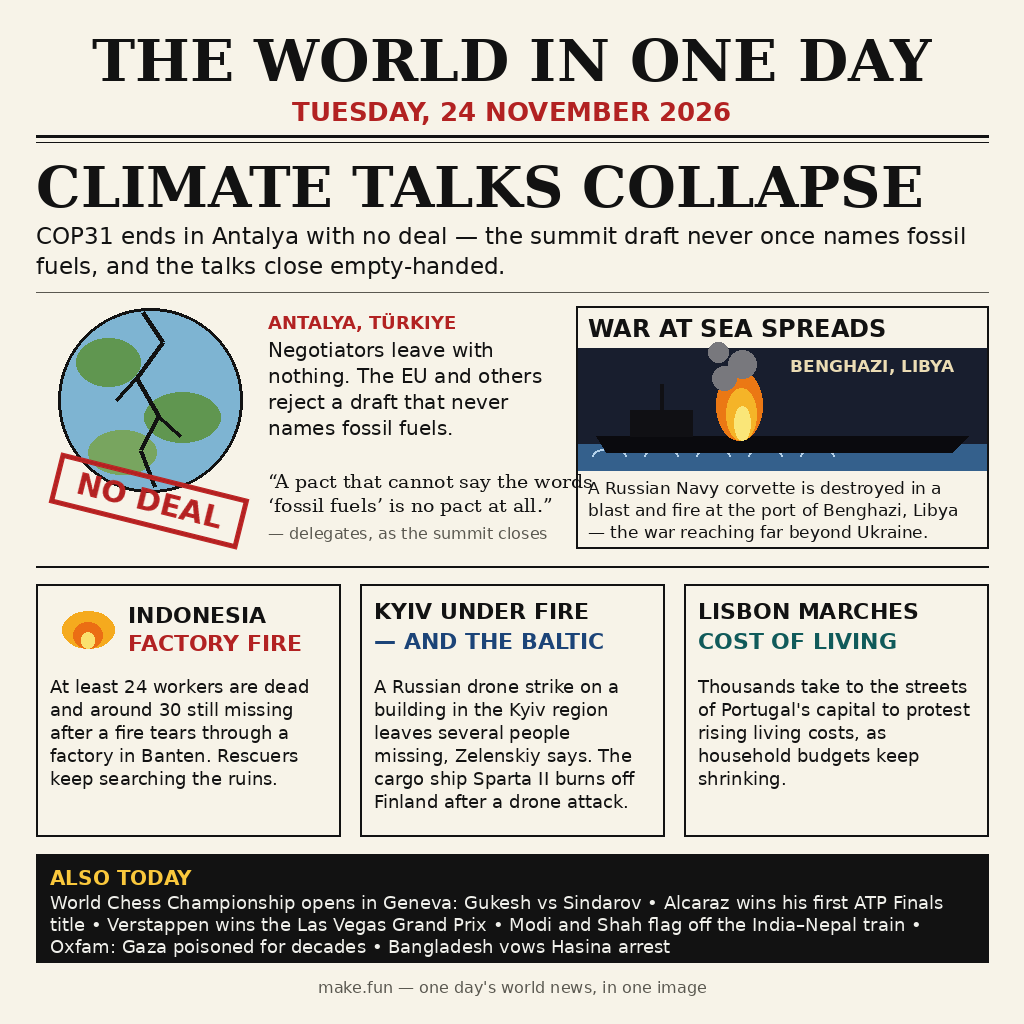 THE WORLD IN ONE DAY
TUESDAY, 24 NOVEMBER 2026
CLIMATE TALKS COLLAPSE
COP31 ends in Antalya with no deal — the summit draft never once names fossil
fuels, and the talks close empty-handed.
NO DEAL
ANTALYA, TÜRKIYE
Negotiators leave with
nothing. The EU and others
reject a draft that never
names fossil fuels.
“A pact that cannot say the words
‘fossil fuels’ is no pact at all.”
— delegates, as the summit closes
WAR AT SEA SPREADS
BENGHAZI, LIBYA
A Russian Navy corvette is destroyed in a
blast and fire at the port of Benghazi, Libya
— the war reaching far beyond Ukraine.
INDONESIA
FACTORY FIRE
At least 24 workers are dead
and around 30 still missing
after a fire tears through a
factory in Banten. Rescuers
keep searching the ruins.
KYIV UNDER FIRE
— AND THE BALTIC
A Russian drone strike on a
building in the Kyiv region
leaves several people
missing, Zelenskiy says. The
cargo ship Sparta II burns off
Finland after a drone attack.
LISBON MARCHES
COST OF LIVING
Thousands take to the streets
of Portugal's capital to protest
rising living costs, as
household budgets keep
shrinking.
ALSO TODAY
World Chess Championship opens in Geneva: Gukesh vs Sindarov • Alcaraz wins his first ATP Finals
title • Verstappen wins the Las Vegas Grand Prix • Modi and Shah flag off the India–Nepal train •
Oxfam: Gaza poisoned for decades • Bangladesh vows Hasina arrest
make.fun — one day's world news, in one image